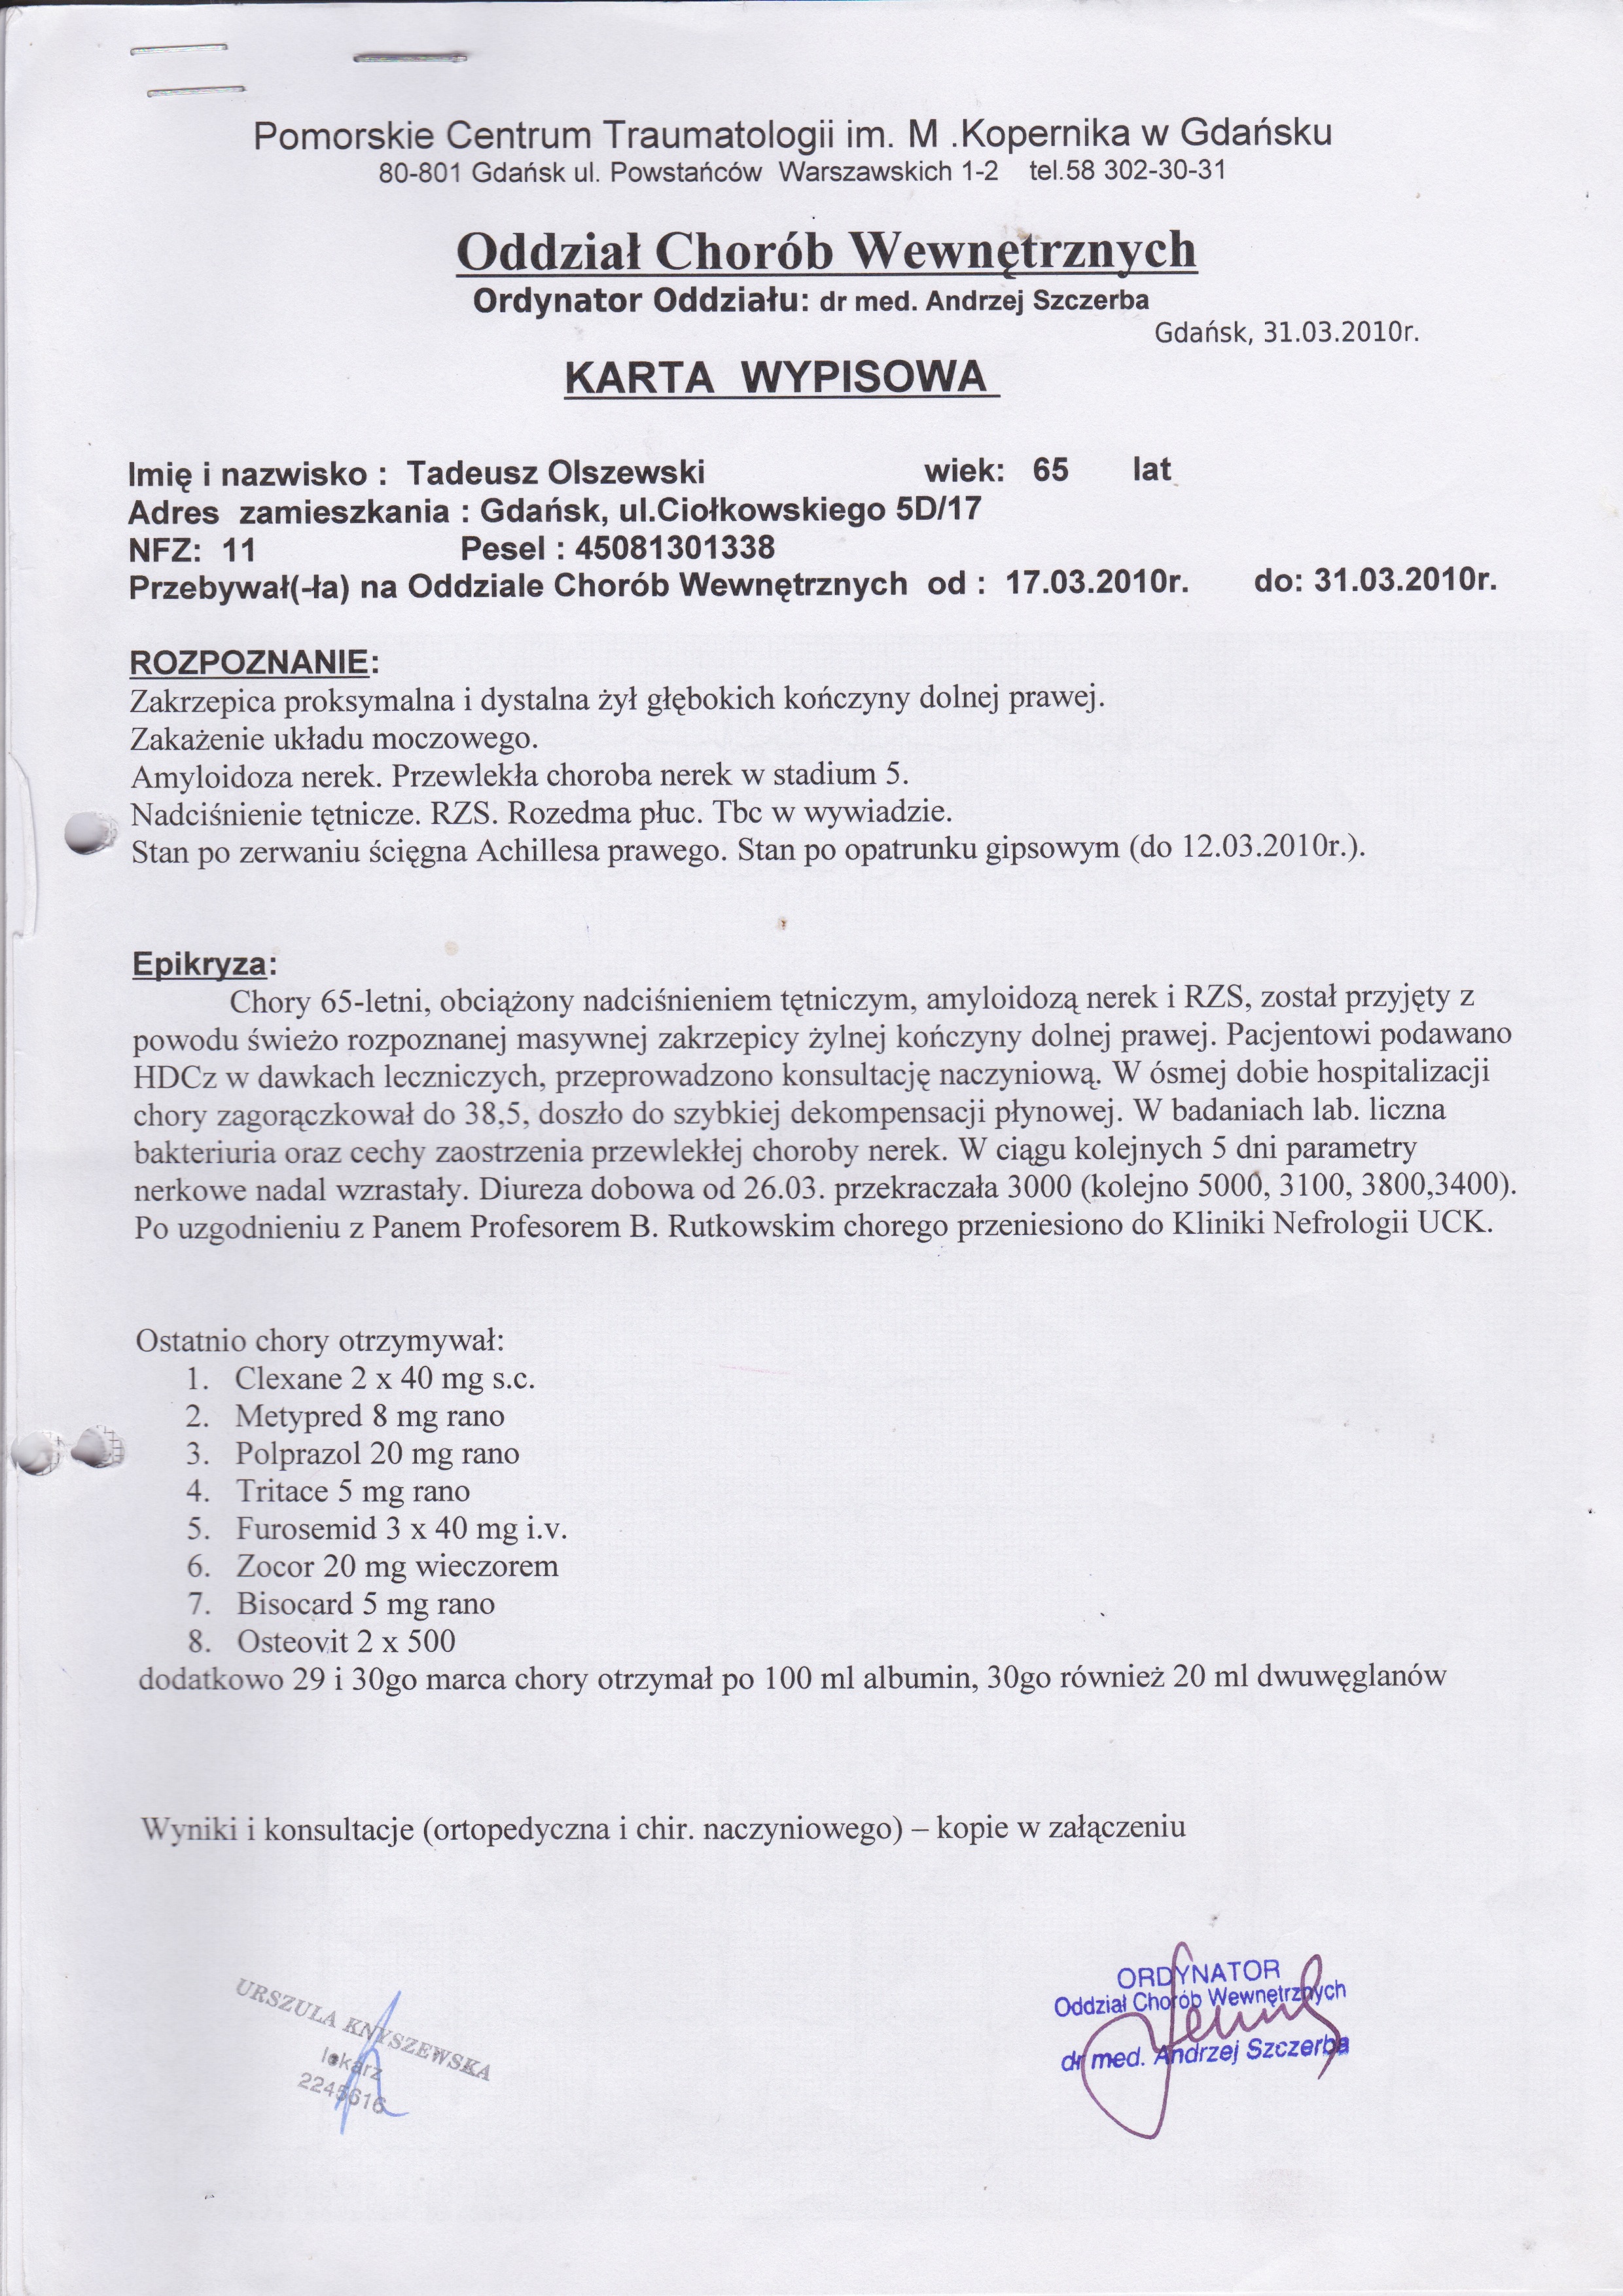 Pomorskie Centrum Traumatologii im. M .Kopernika w Gdańsku
80-801 Gdańsk ul. Powstańców Warszawskich 1-2 tel.58 302-30-31
Oddział Chorób Wewnętrznych
Ordynator Oddziału: dr med. Andrzej Szczerba
Gdańsk, 31.03.2010r.
KARTA WYPISOWA
Imię i nazwisko : Tadeusz Olszewski wiek: 65 lat
Adres zamieszkania : Gdańsk, ul.Ciołkowskiego 5D/17
NFZ: 11 Pesel : 45081301338
Przebywał(-ła) na Oddziale Chorób Wewnętrznych od : 17.03.2010r. do: 31.03.2010r.
ROZPOZNANIE:
Zakrzepica proksymalna i dystalna żył głębokich kończyny dolnej prawej.
Zakażenie układu moczowego.
Amyloidoza nerek. Przewlekła choroba nerek w stadium 5.
Nadciśnienie tętnicze. RZS. Rozedma płuc. Tbc w wywiadzie.
Stan po zerwaniu ścięgna Achillesa prawego. Stan po opatrunku gipsowym (do 12.03.2010r.).
Epikryza:
Chory 65-letni, obciążony nadciśnieniem tętniczym, amyloidozą nerek i RZS, został przyjęty z
powodu świeżo rozpoznanej masywnej zakrzepicy żylnej kończyny dolnej prawej. Pacjentowi podawano
HDCz w dawkach leczniczych, przeprowadzono konsultację naczyniową. W ósmej dobie hospitalizacji
chory zagorączkował do 38,5, doszło do szybkiej dekompensacji płynowej. W badaniach lab. liczna
bakteriuria oraz cechy zaostrzenia przewlekłej choroby nerek. W ciągu kolejnych 5 dni parametry
nerkowe nadal wzrastały. Diureza dobowa od 26.03. przekraczała 3000 (kolejno 5000, 3100, 3800,3400).
Po uzgodnieniu z Panem Profesorem B. Rutkowskim chorego przeniesiono do Kliniki Nefrologii UCK.
Ostatnio chory otrzymywał:
1. Clexane 2 x 40 mg s.c.
2. Metypred 8 mg rano
3. Polprazol 20 mg rano
4. Tritace 5 mg rano
5. Furosemid 3 x 40 mg i.v.
6. Zocor 20 mg wieczorem
7. Bisocard 5 mg rano
8. Osteovit 2 x 500
dodatkowo 29 i 30go marca chory otrzymał po 100 ml albumin, 30go również 20 ml dwuwęglanów
Wyniki i konsultacje (ortopedyczna i chir. naczyniowego) – kopie w załączeniu
URSZULA KNYSZEWSKA
lekarz
2245616
ORDYNATOR
Oddział Chorób Wewnętrznych
dr med. Andrzej Szczerba